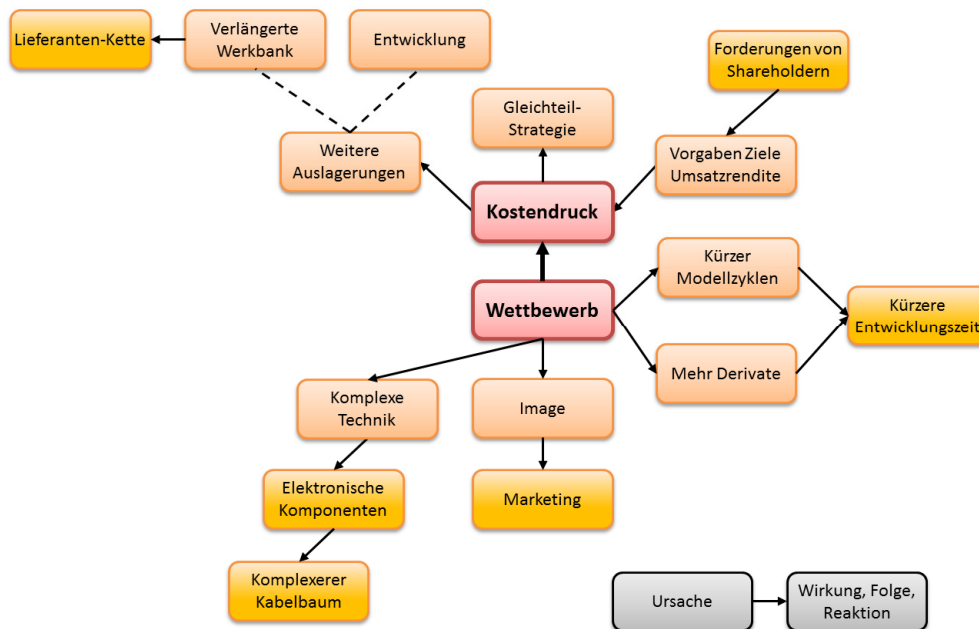 Lieferanten-Kette
Verlängerte
Werkbank
Entwicklung
Forderungen von
Shareholdern
Gleichteil-
Strategie
Weitere
Auslagerungen
Vorgaben Ziele
Umsatzrendite
Kostendruck
Kürzer
Modellzyklen
Wettbewerb
Kürzere
Entwicklungszeit
Mehr Derivate
Komplexe
Technik
Image
Elektronische
Komponenten
Marketing
Komplexerer
Kabelbaum
Ursache
Wirkung, Folge,
Reaktion